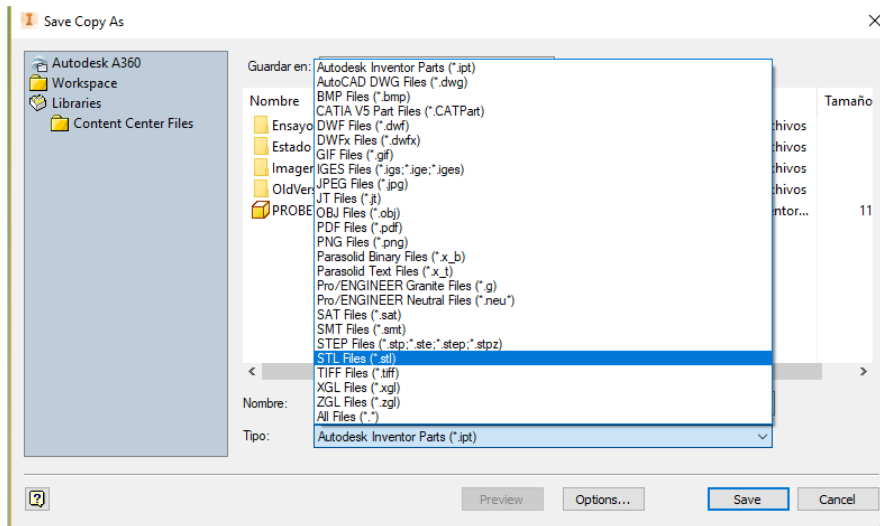 Save Copy As
Autodesk A360
Workspace
Libraries
Content Center Files
Guardar en:
Nombre
Tamaño
Ensayo
chivos
Estado
chivos
Imagen
chivos
OldVers
chivos
PROBE
entor...
11
Autodesk Inventor Parts (*.ipt)
AutoCAD DWG Files (*.dwg)
BMP Files (*.bmp)
CATIA V5 Part Files (*.CATPart)
DWF Files (*.dwf)
DWFx Files (*.dwfx)
GIF Files (*.gif)
IGES Files (*.igs;*.ige;*.iges)
JPEG Files (*.jpg)
JT Files (*.jt)
OBJ Files (*.obj)
PDF Files (*.pdf)
PNG Files (*.png)
Parasolid Binary Files (*.x_b)
Parasolid Text Files (*.x_t)
Pro/ENGINEER Granite Files (*.g)
Pro/ENGINEER Neutral Files (*.neu*)
SAT Files (*.sat)
SMT Files (*.smt)
STEP Files (*.stp;*.ste;*.step;*.stpz)
STL Files (*.stl)
TIFF Files (*.tiff)
XGL Files (*.xgl)
ZGL Files (*.zgl)
All Files (*.*)
Nombre:
Tipo:
Autodesk Inventor Parts (*.ipt)
Preview
Options...
Save
Cancel